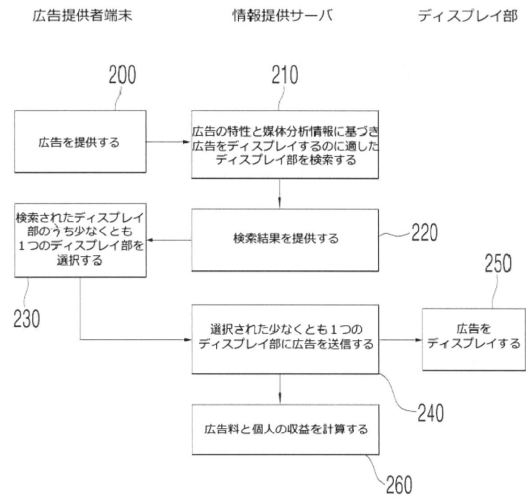 広告提供者端末
情報提供サーバ
ディスプレイ部
200
広告を提供する
210
広告の特性と媒体分析情報に基づき
広告をディスプレイするのに適した
ディスプレイ部を検索する
検索結果を提供する
220
検索されたディスプレイ
部のうち少なくとも
1つのディスプレイ部を
選択する
230
選択された少なくとも1つの
ディスプレイ部に広告を送信する
240
250
広告を
ディスプレイする
広告料と個人の収益を計算する
260